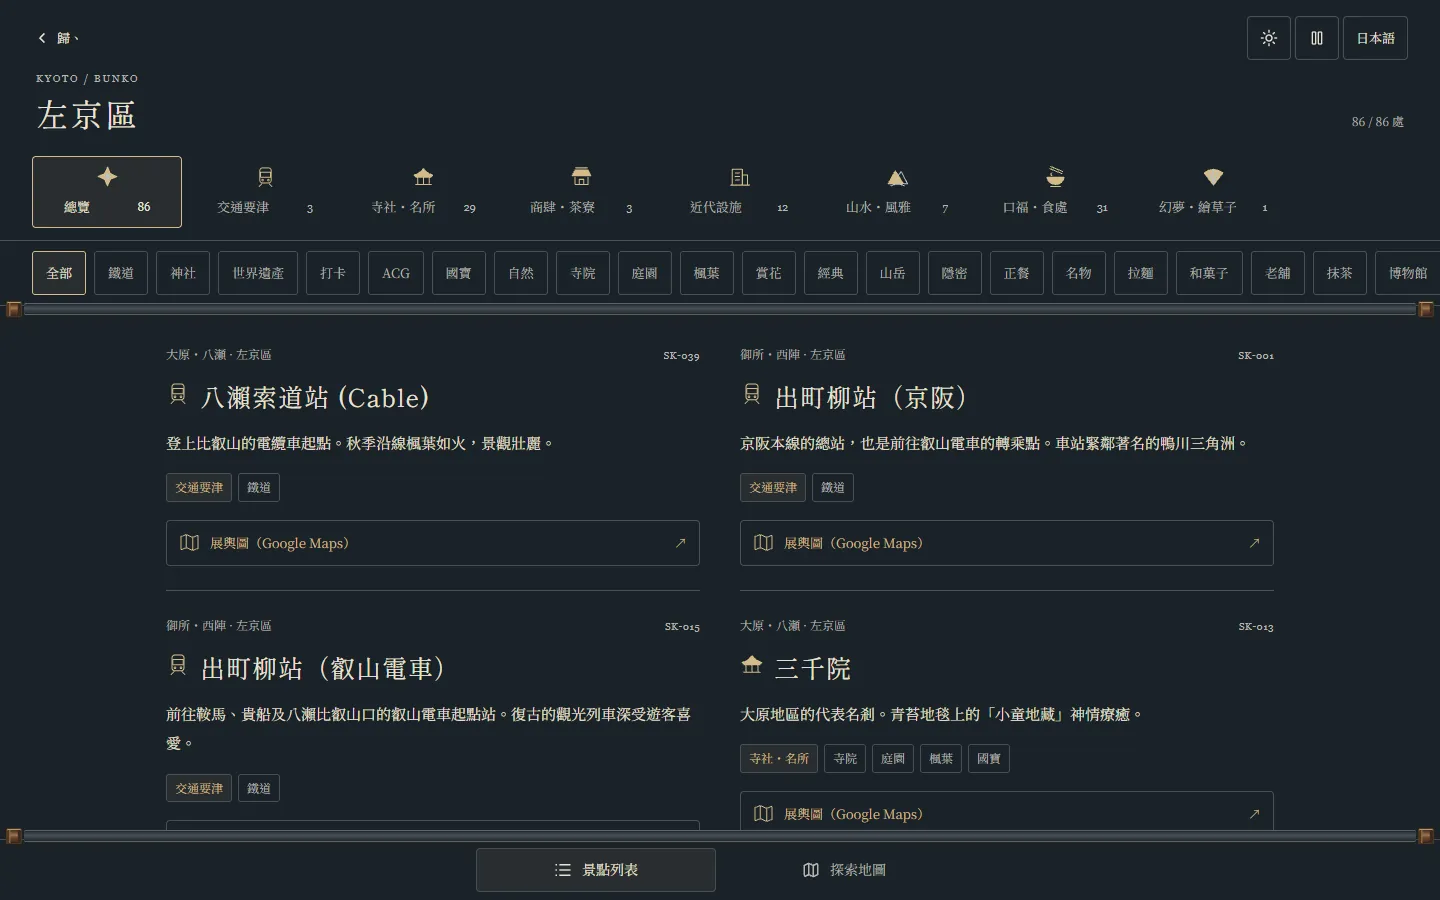 歸、
日本語
KYOTO / BUNKO
左京區
86 / 86 處
總覽 86
交通要津 3
寺社・名所 29
商肆・茶寮 3
近代設施 12
山水・風雅 7
口福・食處 31
幻夢・繪草子 1
全部 鐵道 神社 世界遺產 打卡 ACG 國寶 自然 寺院 庭園 楓葉 賞花 經典 山岳 隱密 正餐 名物 拉麵 和菓子 老舖 抹茶 博物館
大原・八瀬 · 左京區 SK-039
八瀨索道站 (Cable)
登上比叡山的電纜車起點。秋季沿線楓葉如火，景觀壯麗。
交通要津 鐵道
展輿圖（Google Maps） ↗
御所・西陣 · 左京區 SK-001
出町柳站（京阪）
京阪本線的總站，也是前往叡山電車的轉乘點。車站緊鄰著名的鴨川三角洲。
交通要津 鐵道
展輿圖（Google Maps） ↗
御所・西陣 · 左京區 SK-015
出町柳站（叡山電車）
前往鞍馬、貴船及八瀨比叡山口的叡山電車起點站。復古的觀光列車深受遊客喜
愛。
交通要津 鐵道
大原・八瀬 · 左京區 SK-013
三千院
大原地區的代表名剎。青苔地毯上的「小童地藏」神情療癒。
寺社・名所 寺院 庭園 楓葉 國寶
展輿圖（Google Maps） ↗
景點列表
探索地圖